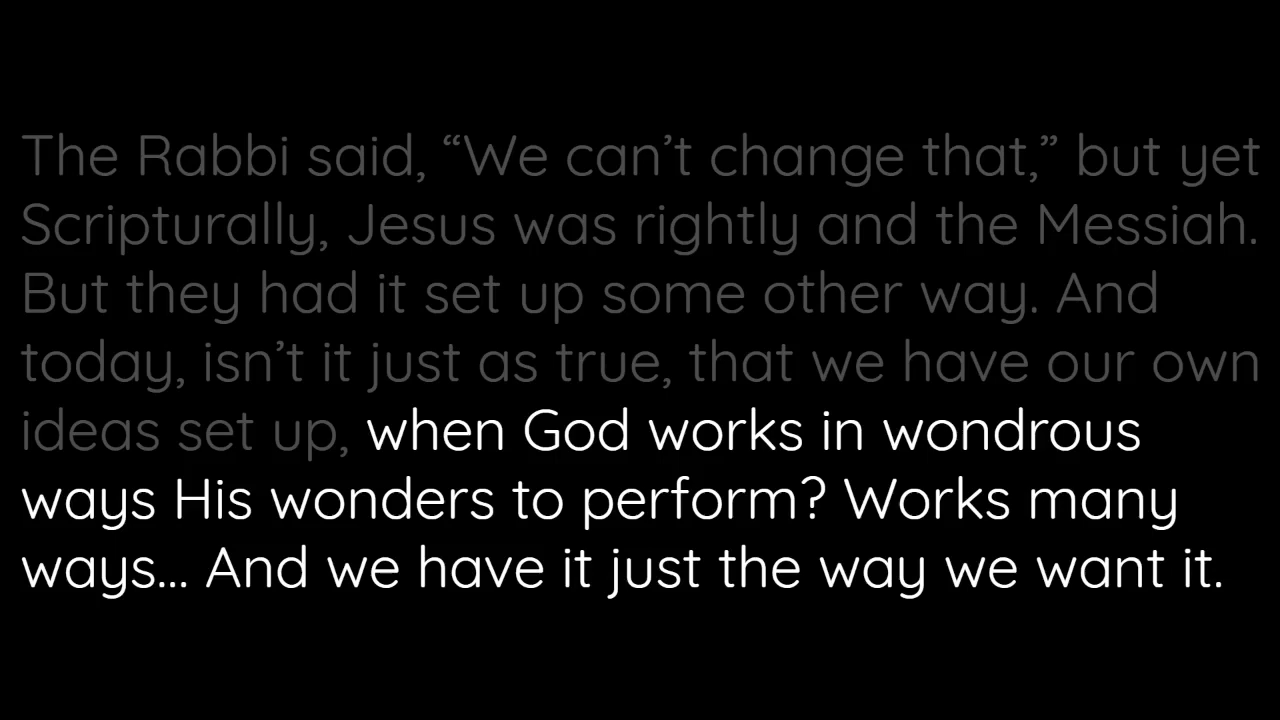 The Rabbi said, “We can’t change that,” but yet
Scripturally, Jesus was rightly and the Messiah.
But they had it set up some other way. And
today, isn’t it just as true, that we have our own
ideas set up, when God works in wondrous
ways His wonders to perform? Works many
ways... And we have it just the way we want it.